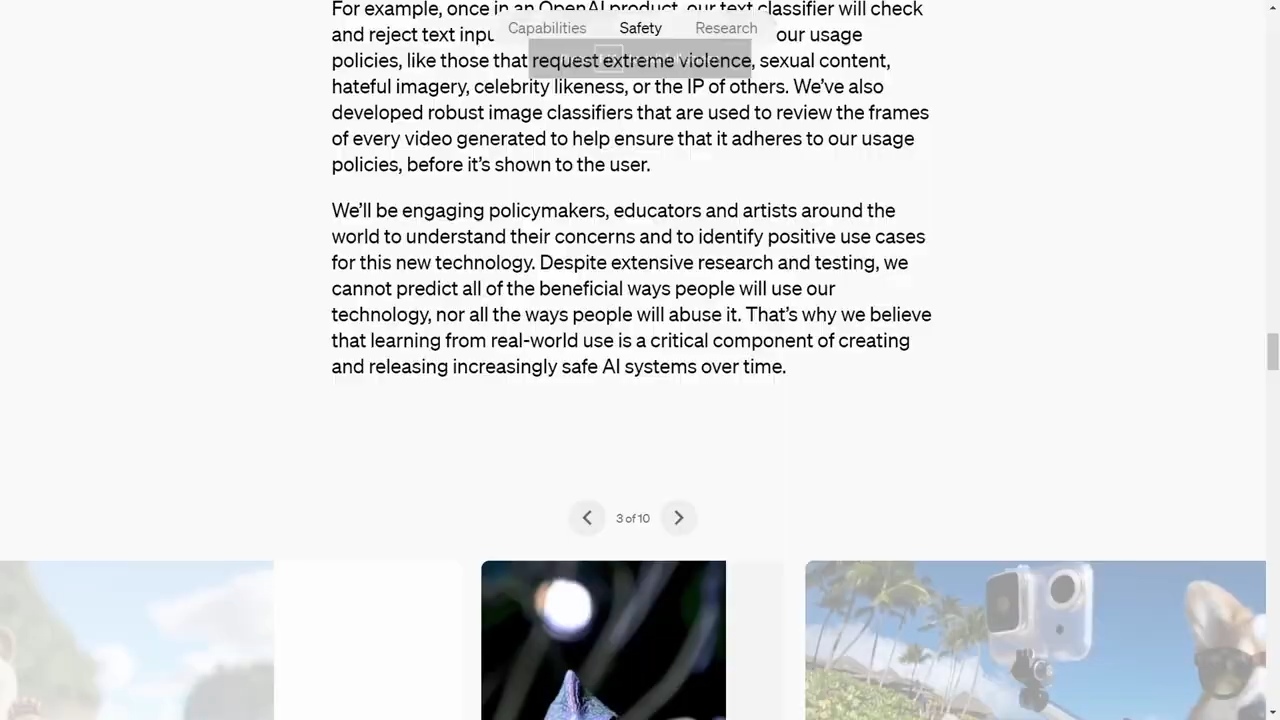 For example, once in an OpenAI product, our text classifier will check
Capabilities Safety Research
and reject text input our usage
policies, like those that request extreme violence, sexual content,
hateful imagery, celebrity likeness, or the IP of others. We’ve also
developed robust image classifiers that are used to review the frames
of every video generated to help ensure that it adheres to our usage
policies, before it’s shown to the user.
We’ll be engaging policymakers, educators and artists around the
world to understand their concerns and to identify positive use cases
for this new technology. Despite extensive research and testing, we
cannot predict all of the beneficial ways people will use our
technology, nor all the ways people will abuse it. That’s why we believe
that learning from real-world use is a critical component of creating
and releasing increasingly safe AI systems over time.
3 of 10